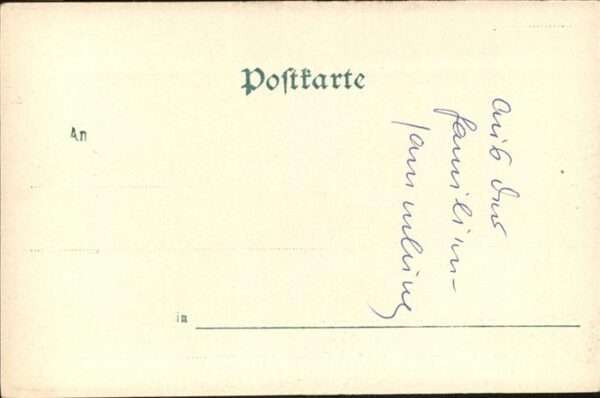 Postkarte
An
in
aus der
Familien-
sammlung